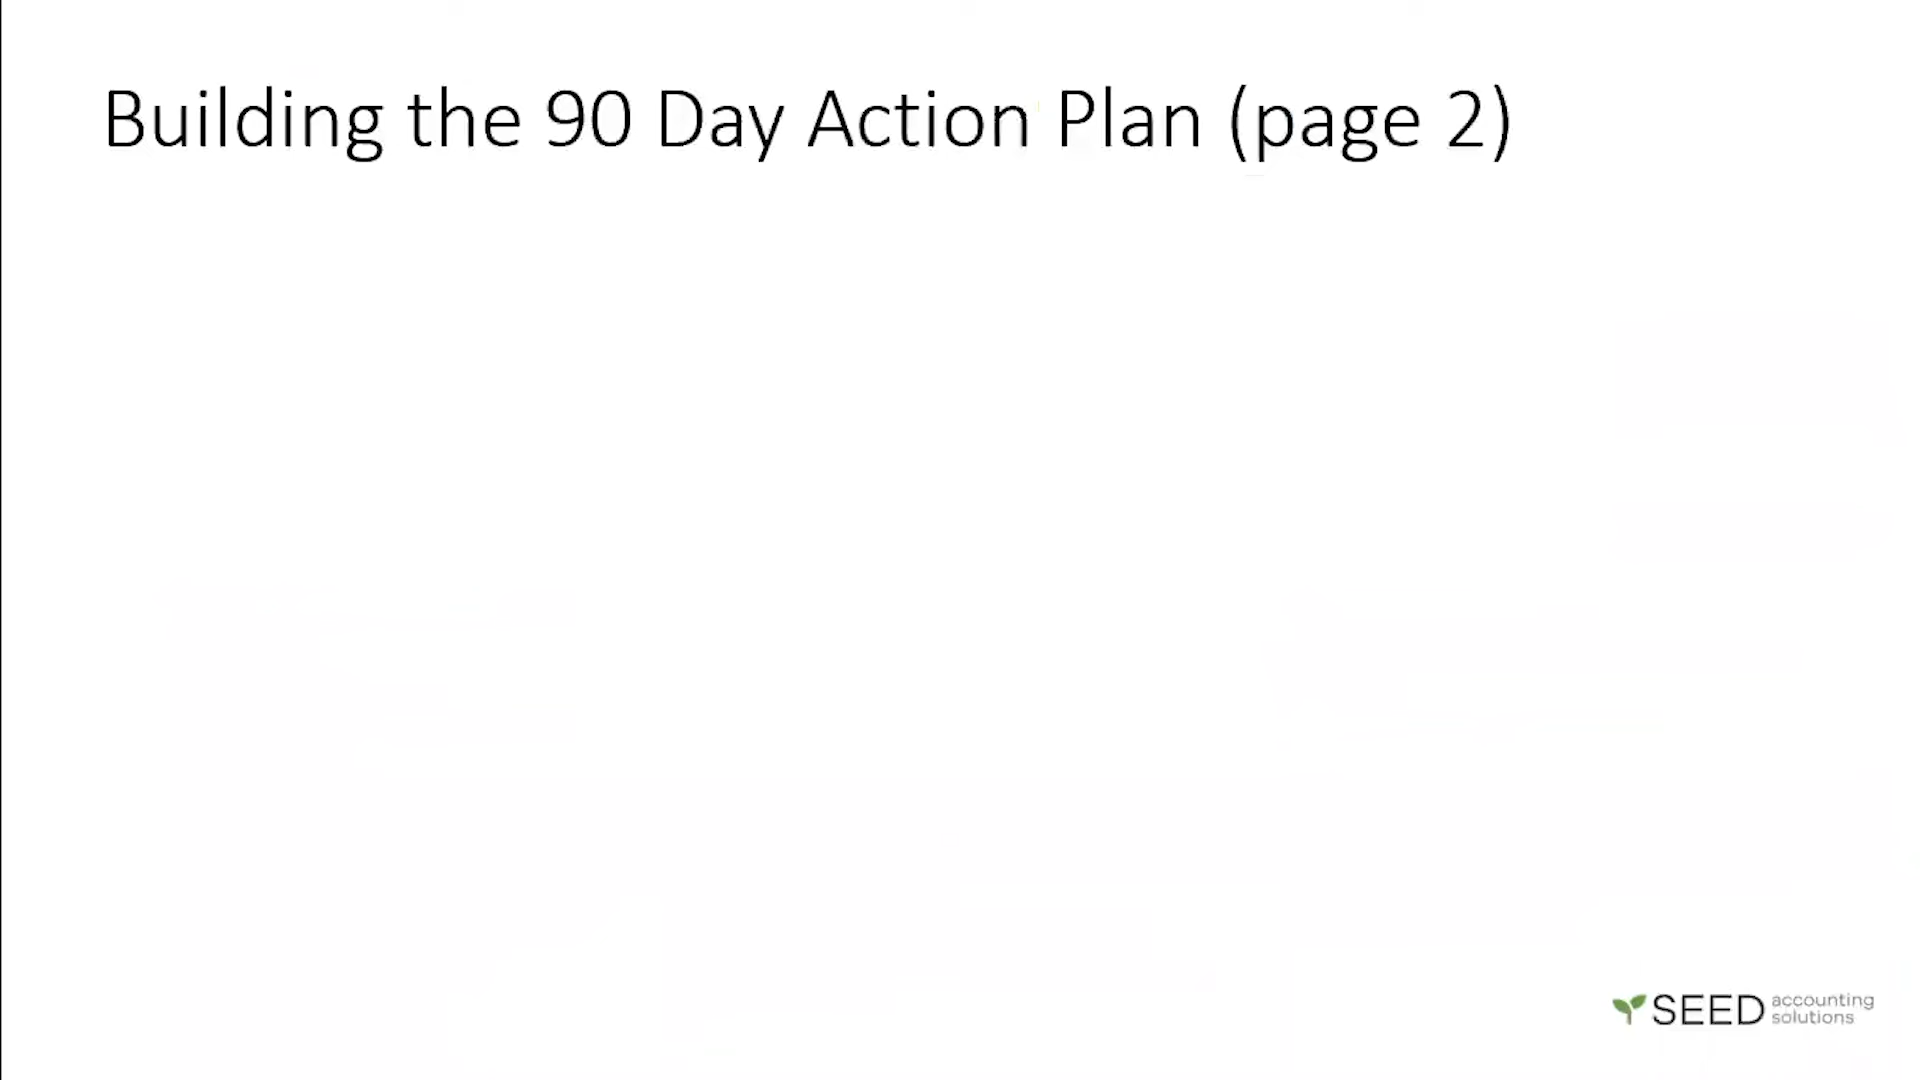 Building the 90 Day Action Plan (page 2)
SEED accounting
solutions